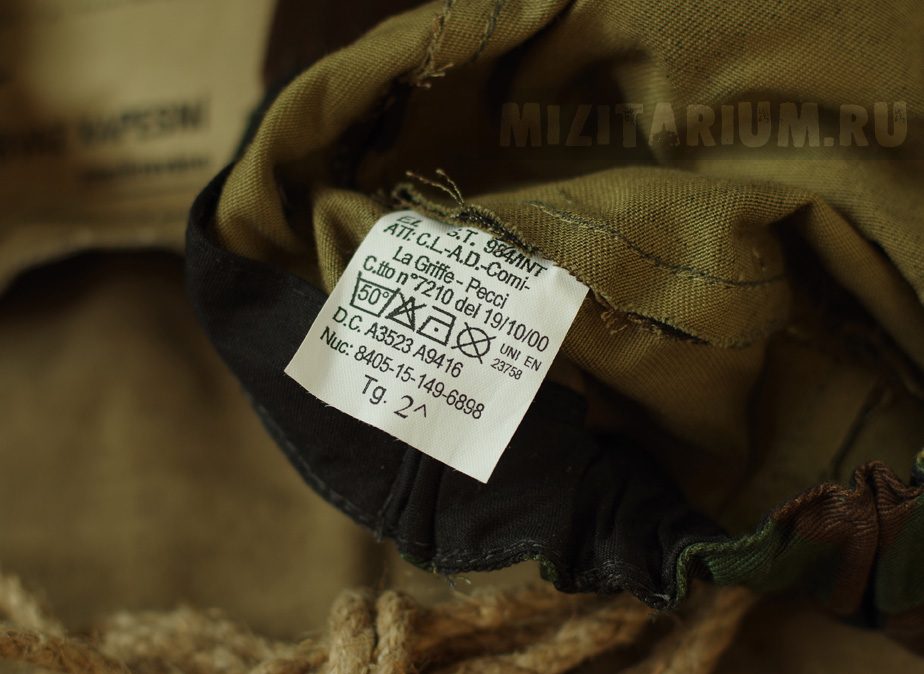 MILITARIUM.RU
S.T. 984/INT
ATI: C.L-A.D.-Comi-
La Griffe - Pecci
C.tto n°7210 del 19/10/00
50°
UNI EN
23758
D.C. A3523 A9416
Nuc: 8405-15-149-6898
Tg. 2^